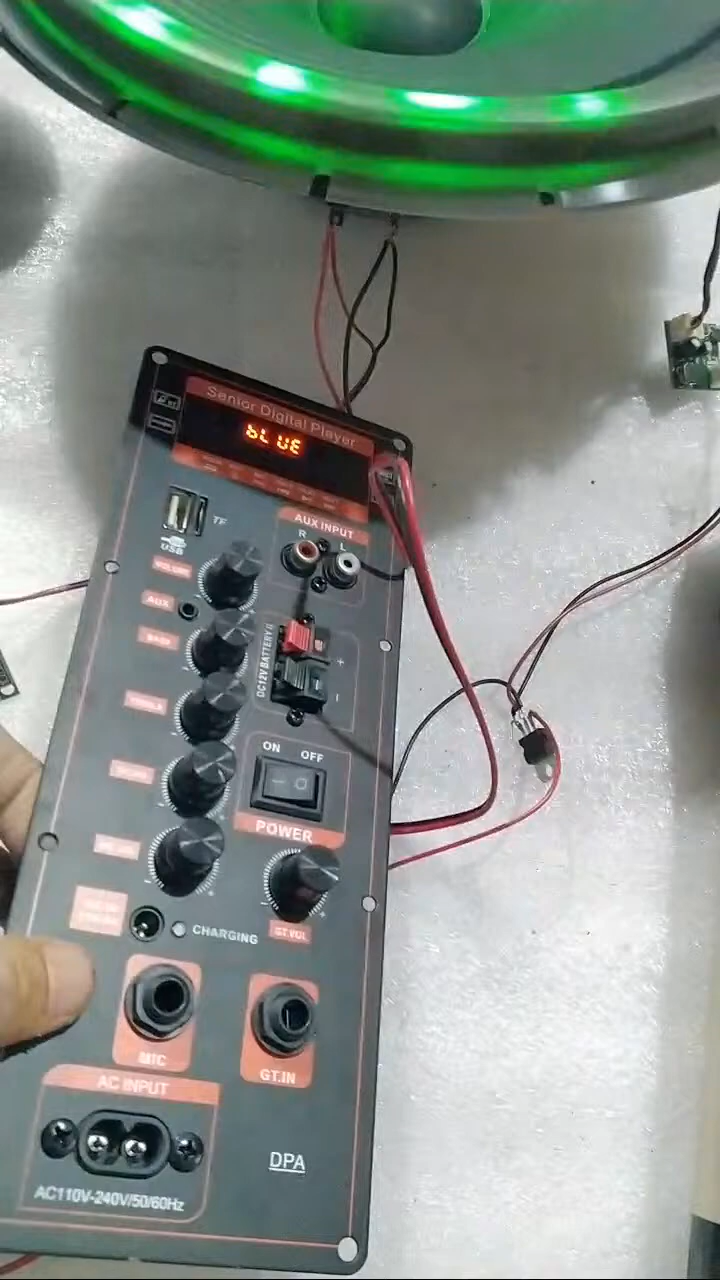 Senior Digital Player
bLUE
TF
USB
AUX INPUT
R L
VOLUME
AUX
BASS
TREBLE
DC12V BATTERY
+
-
ON OFF
POWER
CHARGING
GT.VOL
MIC
GT.IN
AC INPUT
AC110V-240V/50/60Hz
DPA